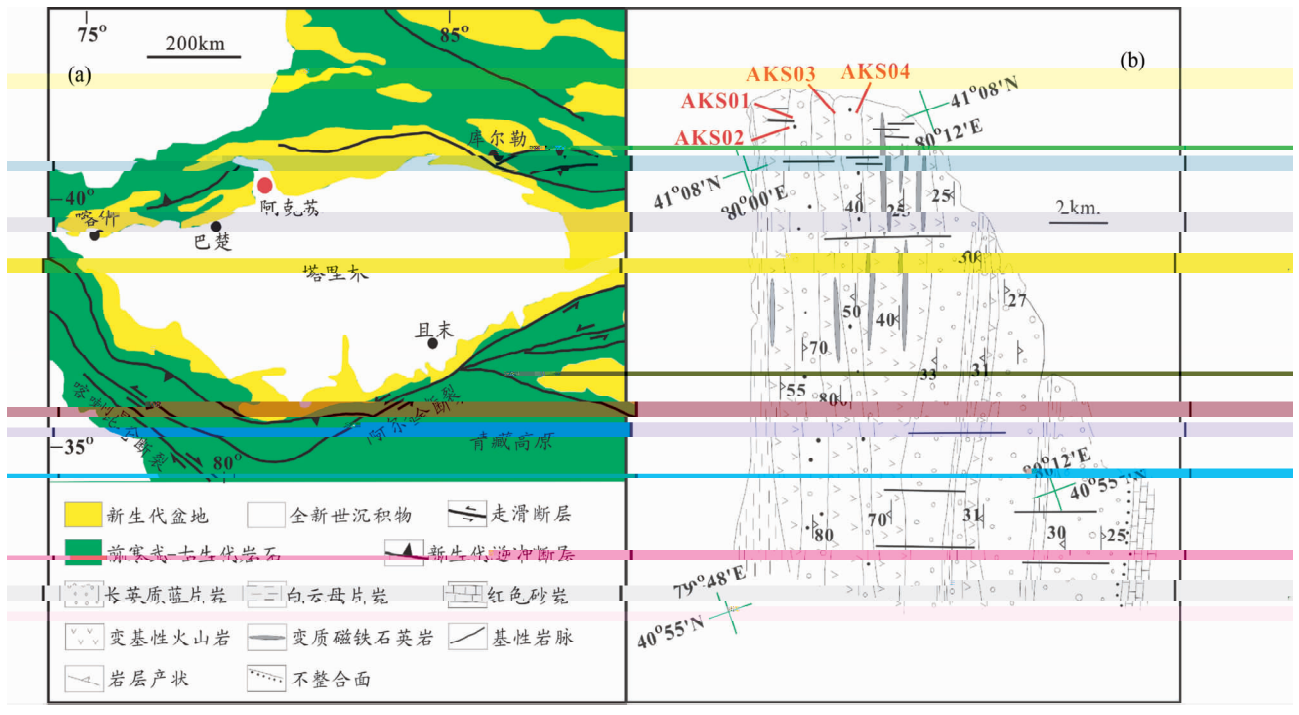 75°
85°
200km
(a)
库尔勒
40°
阿克苏
喀什
巴楚
塔里木
且末
喀喇昆仑断裂
阿尔金断裂
青藏高原
35°
80°
新生代盆地
全新世沉积物
走滑断层
前寒武-古生代岩石
新生代逆冲断层
长英质蓝片岩
白云母片岩
红色砂岩
变基性火山岩
变质磁铁石英岩
基性岩脉
岩层产状
不整合面
(b)
AKS03
AKS04
AKS01
AKS02
41°08'N
80°12'E
41°08'N
80°00'E
2 km
40
25
25
30
27
50
40
70
33
31
55
80
80°12'E
40°55'N
70
31
80
30
25
79°48'E
40°55'N